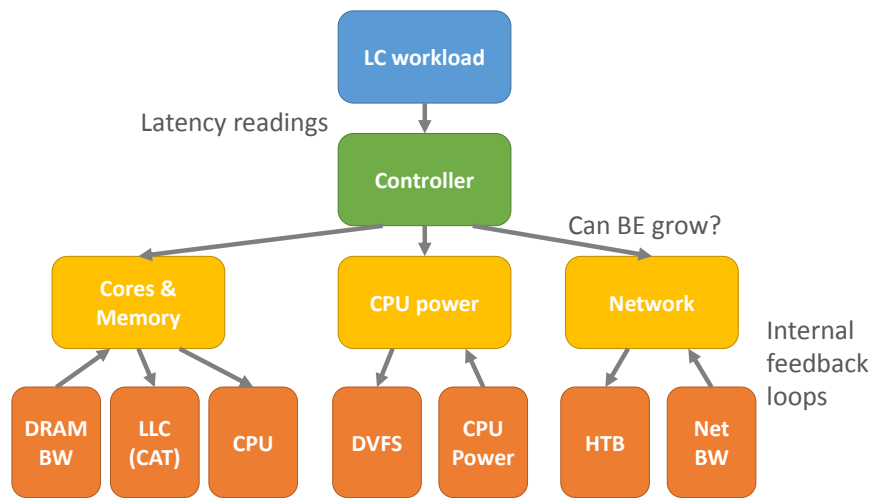 LC workload
Latency readings
Controller
Can BE grow?
Cores &
Memory
CPU power
Network
Internal
feedback
loops
DRAM
BW
LLC
(CAT)
CPU
DVFS
CPU
Power
HTB
Net
BW